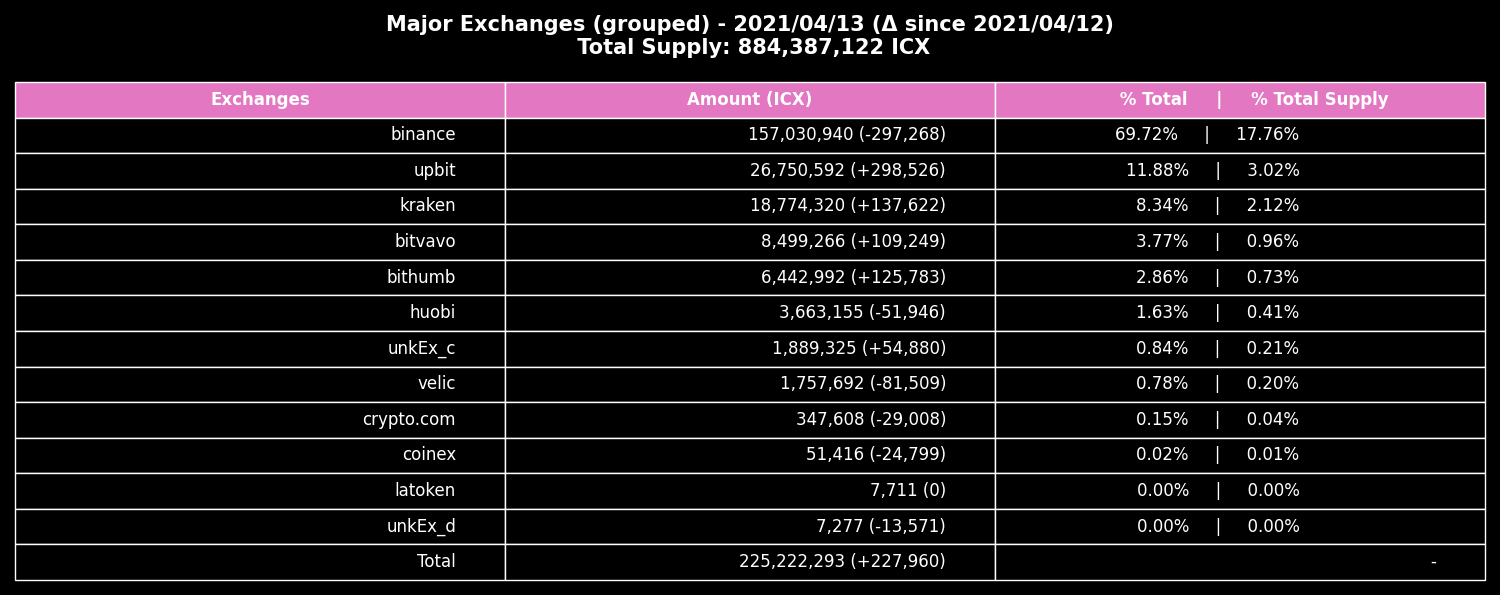 Major Exchanges (grouped) - 2021/04/13 (Δ since 2021/04/12)
Total Supply: 884,387,122 ICX
Exchanges Amount (ICX) % Total | % Total Supply
binance 157,030,940 (-297,268) 69.72% | 17.76%
upbit 26,750,592 (+298,526) 11.88% | 3.02%
kraken 18,774,320 (+137,622) 8.34% | 2.12%
bitvavo 8,499,266 (+109,249) 3.77% | 0.96%
bithumb 6,442,992 (+125,783) 2.86% | 0.73%
huobi 3,663,155 (-51,946) 1.63% | 0.41%
unkEx_c 1,889,325 (+54,880) 0.84% | 0.21%
velic 1,757,692 (-81,509) 0.78% | 0.20%
crypto.com 347,608 (-29,008) 0.15% | 0.04%
coinex 51,416 (-24,799) 0.02% | 0.01%
latoken 7,711 (0) 0.00% | 0.00%
unkEx_d 7,277 (-13,571) 0.00% | 0.00%
Total 225,222,293 (+227,960) -